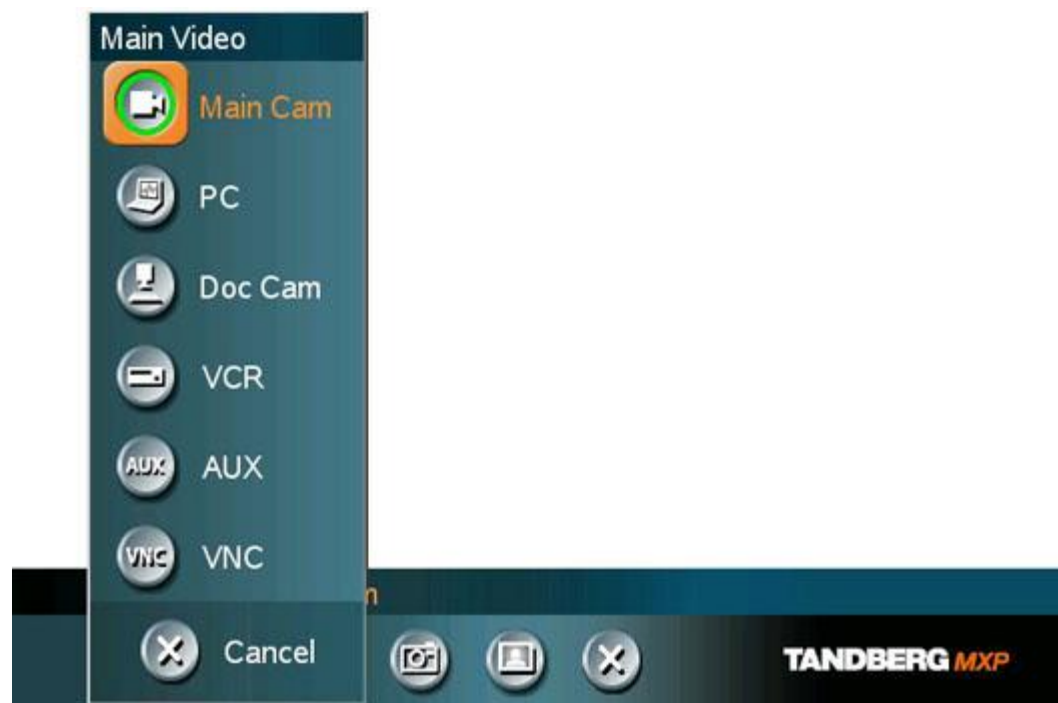 Main Video
Main Cam
PC
Doc Cam
VCR
AUX AUX
VNC VNC
Cancel
TANDBERG MXP